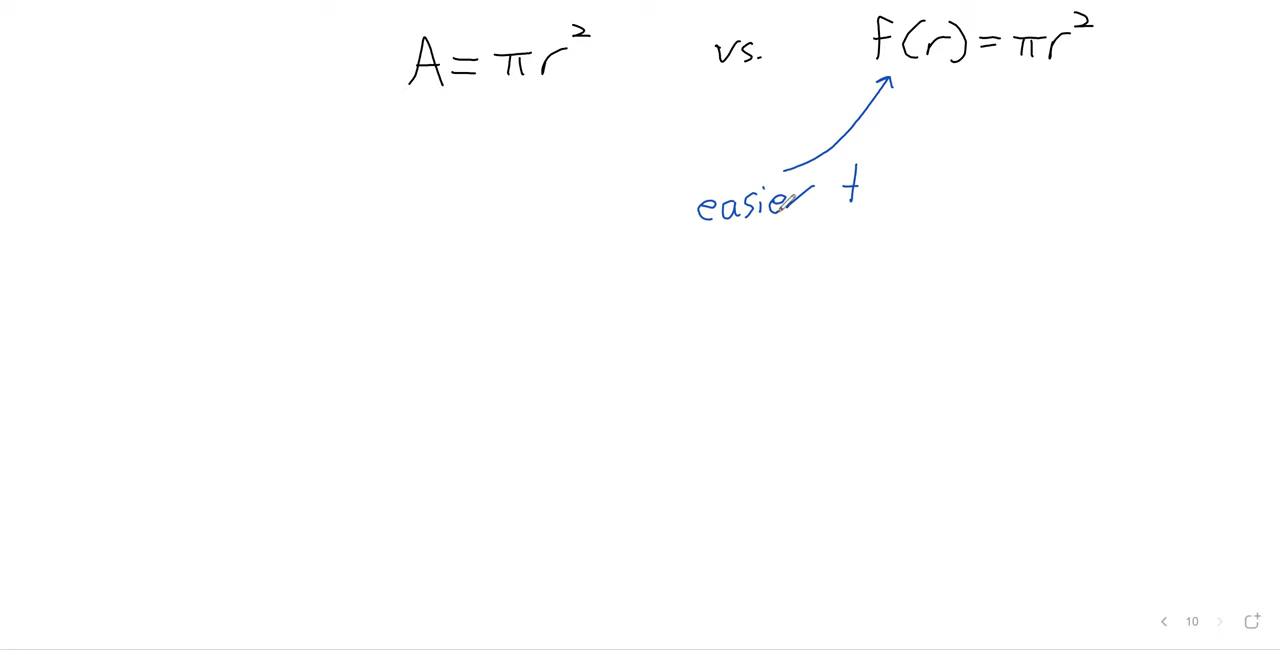 A = πr² vs. f(r) = πr²
easier t
10